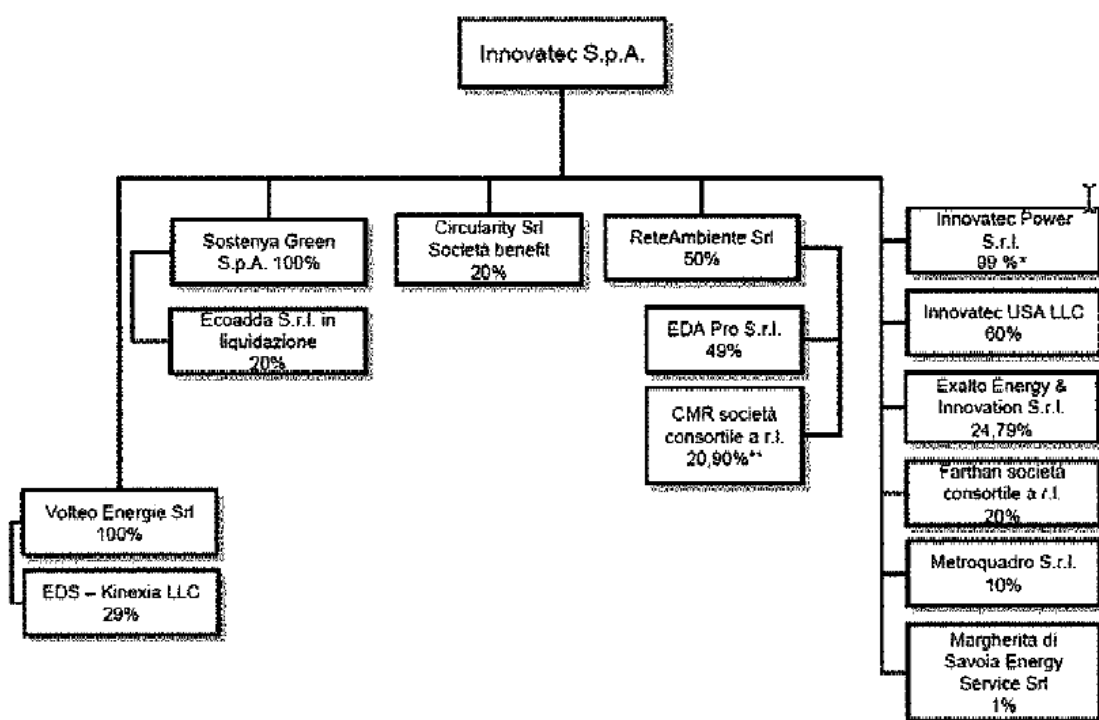 Innovatec S.p.A.
Sostenya Green
S.p.A. 100%
Ecoadda S.r.l. in
liquidazione
20%
Circularity Srl
Società benefit
20%
ReteAmbiente Srl
50%
EDA Pro S.r.l.
49%
CMR società
consortile a r.l.
20,90%**
Volteo Energie Srl
100%
EDS – Kinexia LLC
29%
Innovatec Power
S.r.l.
99 %*
Innovatec USA LLC
60%
Exalto Energy &
Innovation S.r.l.
24,79%
Farthan società
consortile a r.l.
20%
Metroquadro S.r.l.
10%
Margherita di
Savoia Energy
Service Srl
1%